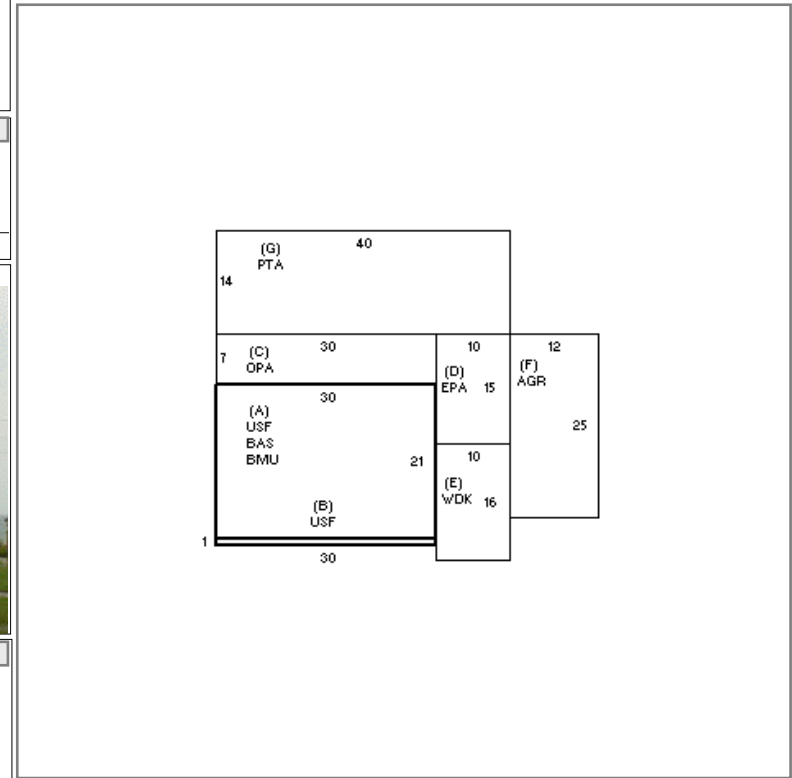 (G)
PTA
40
14
7
(C)
OPA
30
10
(D)
EPA
15
12
(F)
AGR
25
30
(A)
USF
BAS
BMU
21
10
(E)
WDK
16
(B)
USF
1
30